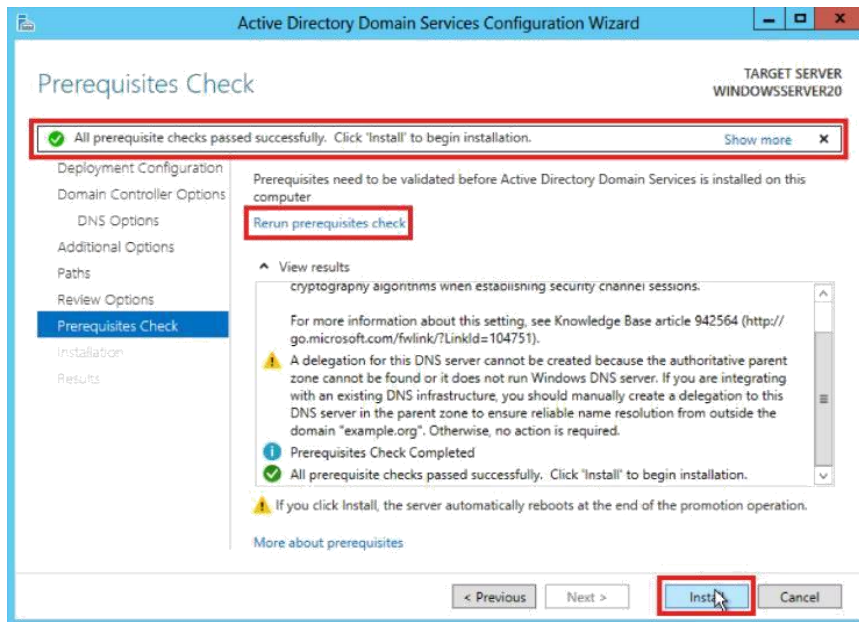 Active Directory Domain Services Configuration Wizard
Prerequisites Check
TARGET SERVER
WINDOWSSERVER20
All prerequisite checks passed successfully. Click 'Install' to begin installation.
Show more
Deployment Configuration
Domain Controller Options
DNS Options
Additional Options
Paths
Review Options
Prerequisites Check
Installation
Results
Prerequisites need to be validated before Active Directory Domain Services is installed on this
computer
Rerun prerequisites check
View results
cryptography algorithms when establishing security channel sessions.
For more information about this setting, see Knowledge Base article 942564 (http://
go.microsoft.com/fwlink/?LinkId=104751).
A delegation for this DNS server cannot be created because the authoritative parent
zone cannot be found or it does not run Windows DNS server. If you are integrating
with an existing DNS infrastructure, you should manually create a delegation to this
DNS server in the parent zone to ensure reliable name resolution from outside the
domain "example.org". Otherwise, no action is required.
Prerequisites Check Completed
All prerequisite checks passed successfully. Click 'Install' to begin installation.
If you click Install, the server automatically reboots at the end of the promotion operation.
More about prerequisites
< Previous
Next >
Install
Cancel